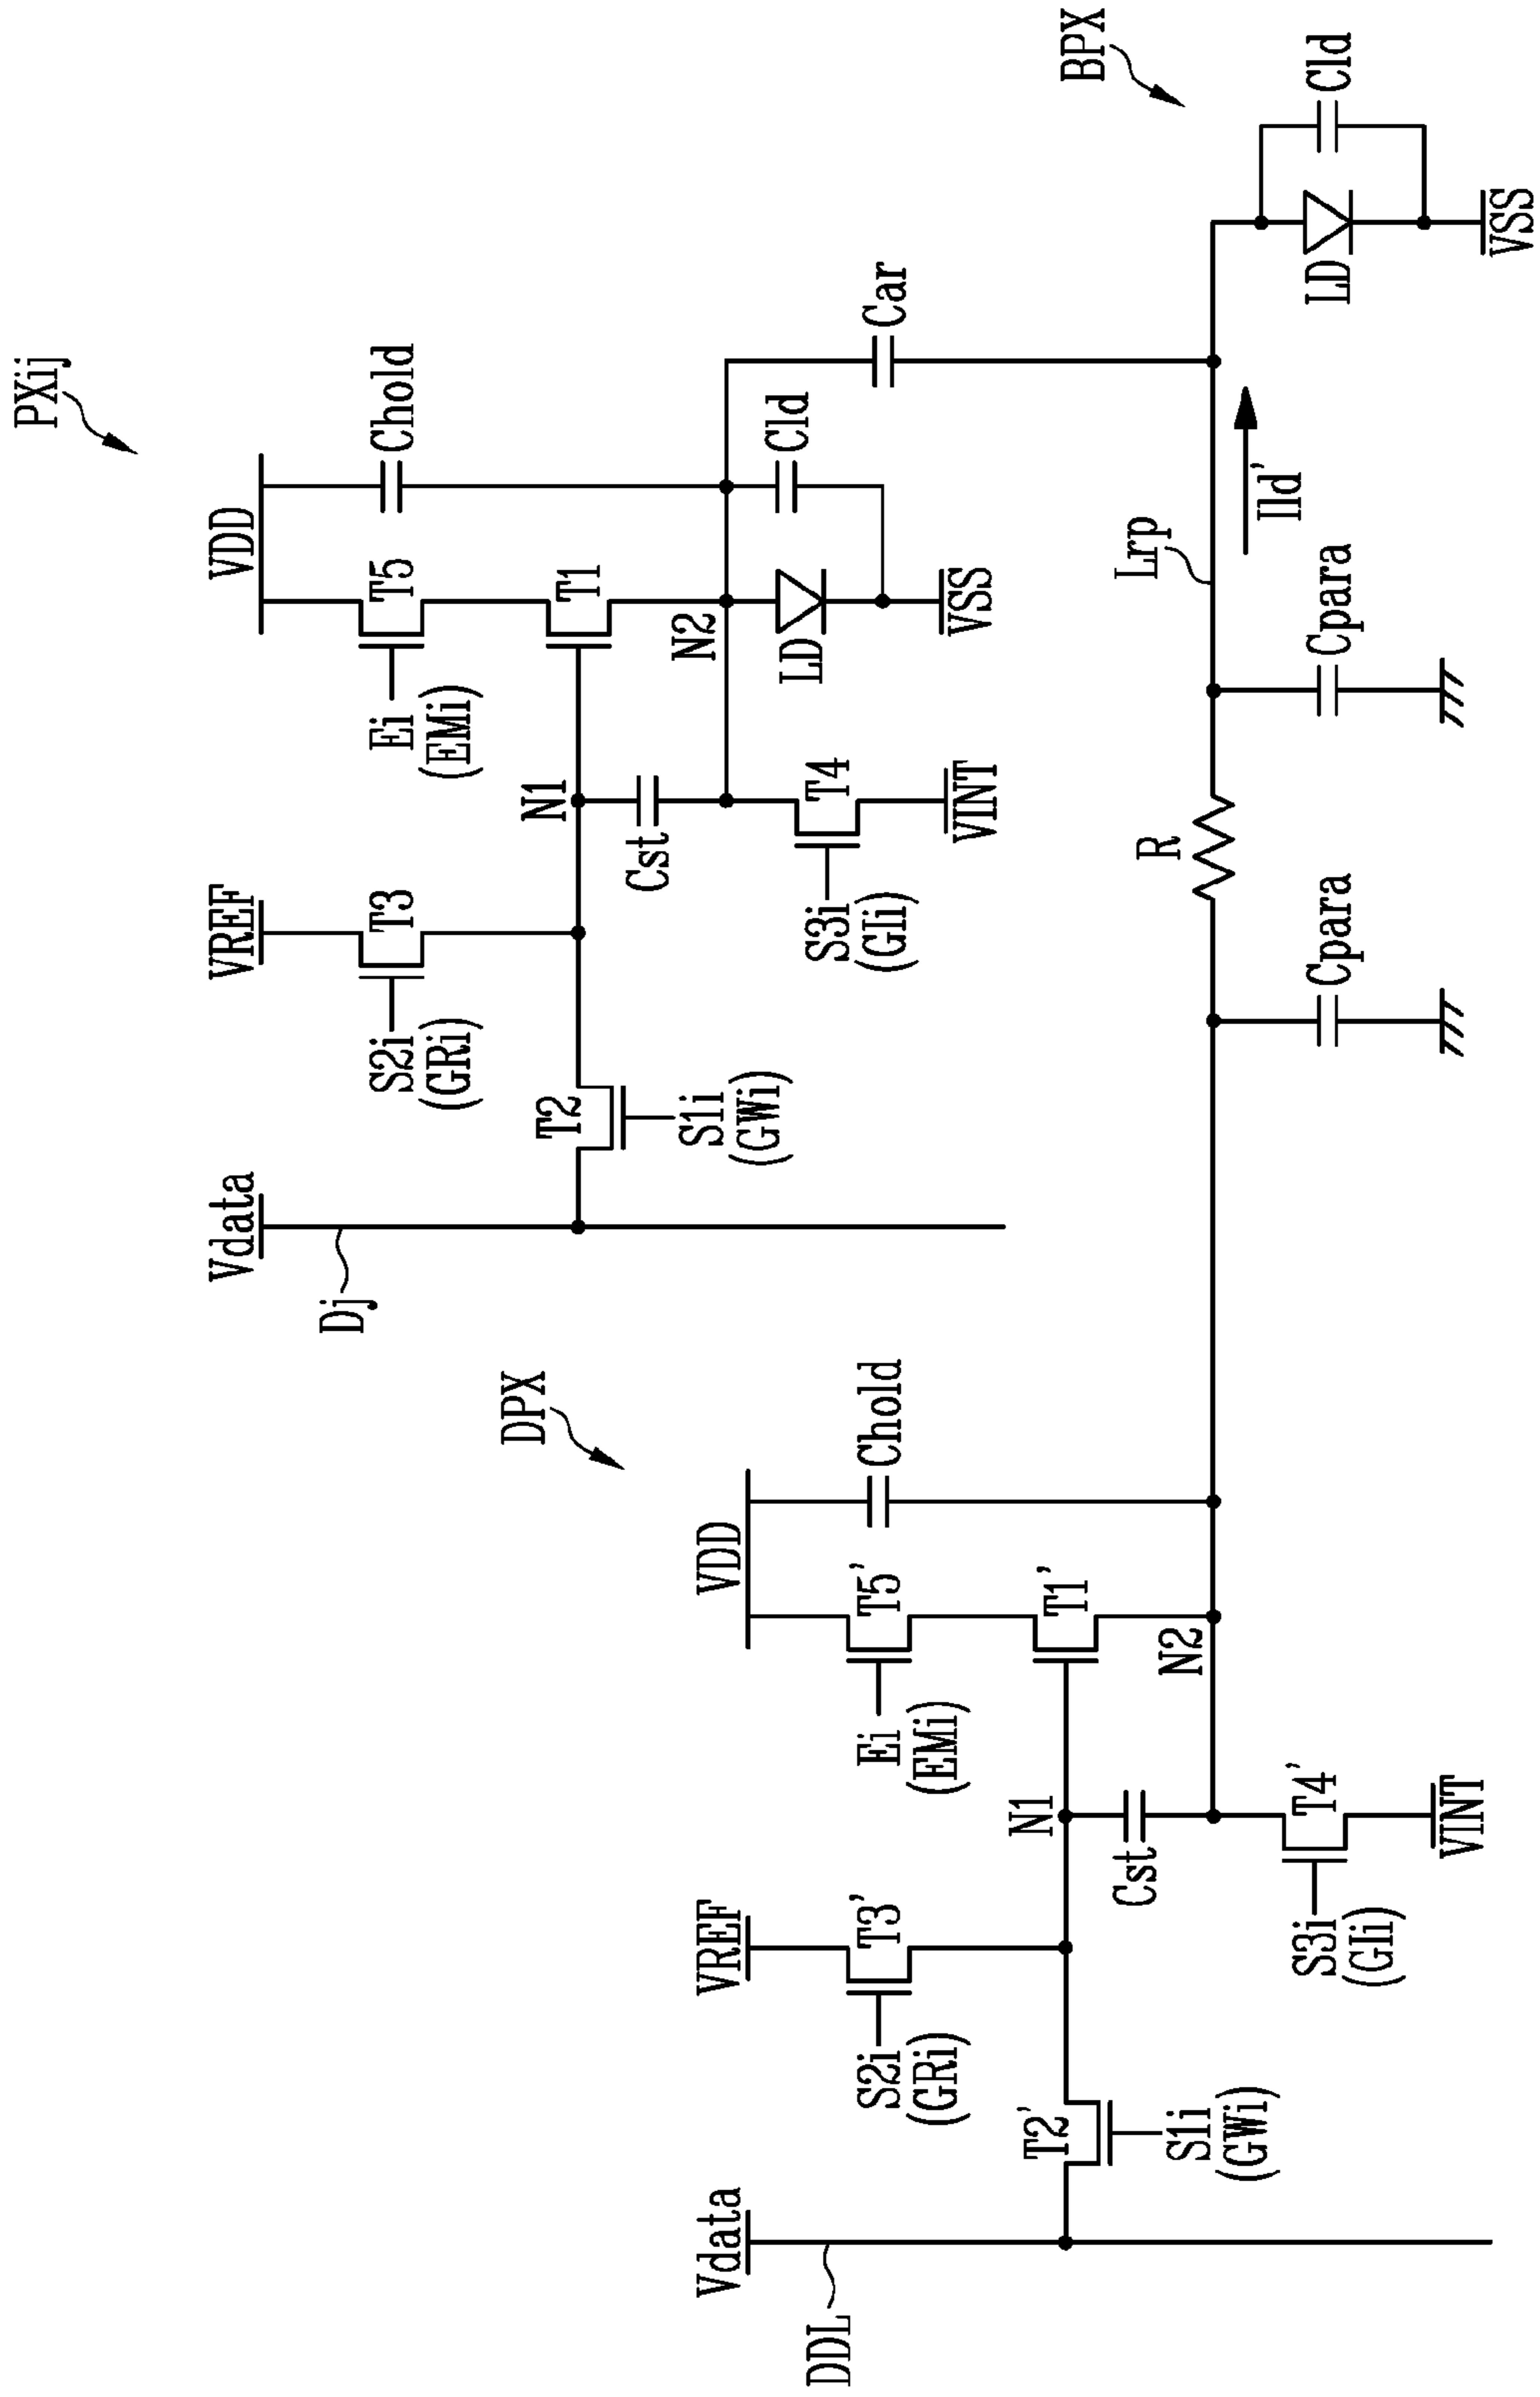 PXij
VDD
VREF
Vdata
Chold
T5
Ei
(EMi)
T3
S2i
(GRi)
Dj
T1
N1
T2
Cst
N2
S1i
(GWi)
Car
Cld
LD
T4
S3i
(GIi)
VSS
VINT
DPX
VDD
VREF
Vdata
Chold
T5'
Ei
(EMi)
T3'
S2i
(GRi)
DDL
T1'
N1
T2'
Cst
N2
S1i
(GWi)
T4'
S3i
(GIi)
VINT
BPX
Lrp
R
Ild'
Cpara
Cpara
Cld
LD
VSS